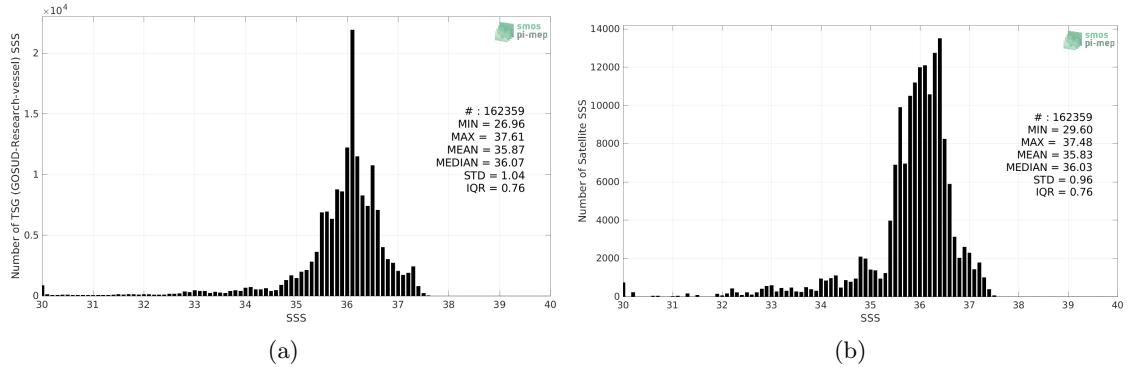 ×10⁴
smos
pi-mep
Number of TSG (GOSUD-Research-vessel) SSS
2
1.5
1
0.5
0
# : 162359
MIN = 26.96
MAX = 37.61
MEAN = 35.87
MEDIAN = 36.07
STD = 1.04
IQR = 0.76
30 31 32 33 34 35 36 37 38 39 40
SSS
(a)
smos
pi-mep
Number of Satellite SSS
14000
12000
10000
8000
6000
4000
2000
0
# : 162359
MIN = 29.60
MAX = 37.48
MEAN = 35.83
MEDIAN = 36.03
STD = 0.96
IQR = 0.76
30 31 32 33 34 35 36 37 38 39 40
SSS
(b)